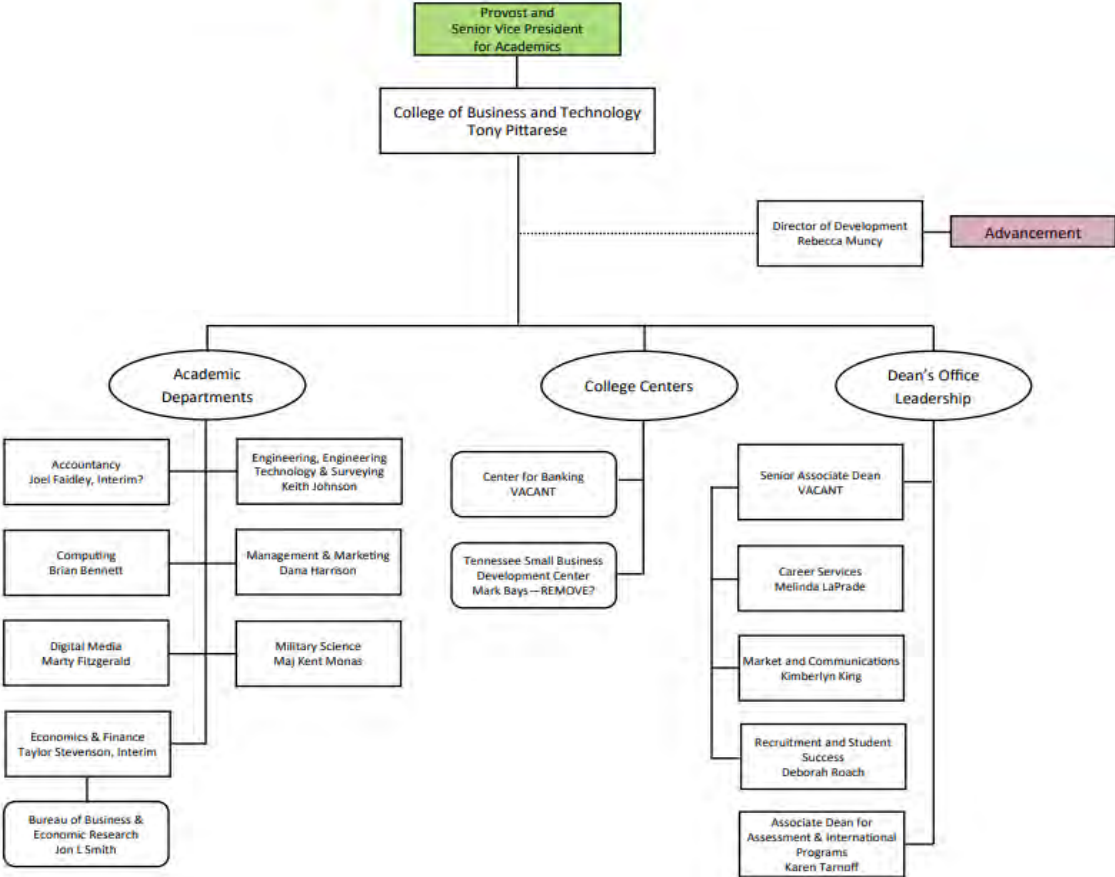 Provost and
Senior Vice President
for Academics
College of Business and Technology
Tony Pittarese
Director of Development
Rebecca Muncy
Advancement
Academic
Departments
College Centers
Dean's Office
Leadership
Accountancy
Joel Faidley, Interim?
Engineering, Engineering
Technology & Surveying
Keith Johnson
Computing
Brian Bennett
Management & Marketing
Dana Harrison
Digital Media
Marty Fitzgerald
Military Science
Maj Kent Monas
Economics & Finance
Taylor Stevenson, Interim
Bureau of Business &
Economic Research
Jon L Smith
Center for Banking
VACANT
Tennessee Small Business
Development Center
Mark Bays—REMOVE?
Senior Associate Dean
VACANT
Career Services
Melinda LaPrade
Market and Communications
Kimberlyn King
Recruitment and Student
Success
Deborah Roach
Associate Dean for
Assessment & International
Programs
Karen Tarnoff